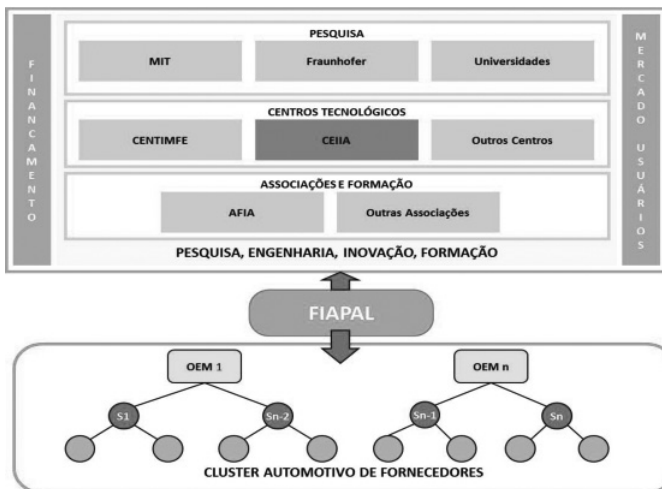 FINANCAMENTO
PESQUISA
MIT Fraunhofer Universidades
CENTROS TECNOLÓGICOS
CENTIMFE CEIIA Outros Centros
ASSOCIAÇÕES E FORMAÇÃO
AFIA Outras Associações
PESQUISA, ENGENHARIA, INOVAÇÃO, FORMAÇÃO
MERCADO USUÁRIOS
FIAPAL
OEM 1 OEM n
S1 Sn-2 Sn-1 Sn
CLUSTER AUTOMOTIVO DE FORNECEDORES